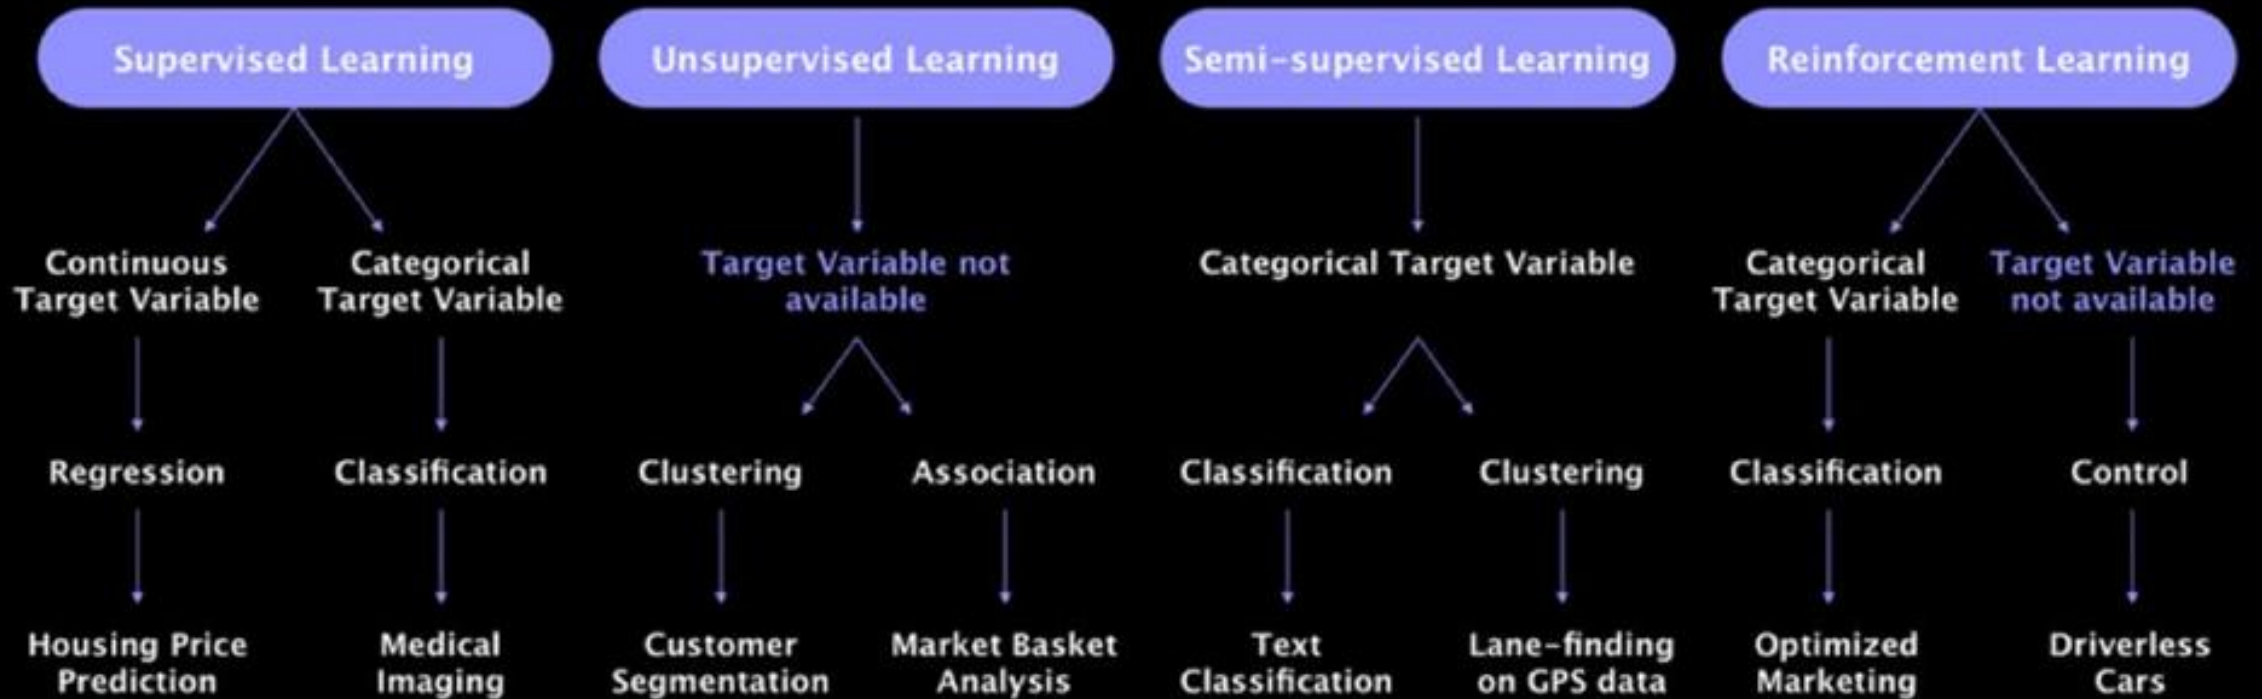 Supervised Learning
Unsupervised Learning
Semi-supervised Learning
Reinforcement Learning
Continuous
Target Variable
Categorical
Target Variable
Target Variable not
available
Categorical Target Variable
Categorical
Target Variable
Target Variable
not available
Regression
Classification
Clustering
Association
Classification
Clustering
Classification
Control
Housing Price
Prediction
Medical
Imaging
Customer
Segmentation
Market Basket
Analysis
Text
Classification
Lane-finding
on GPS data
Optimized
Marketing
Driverless
Cars